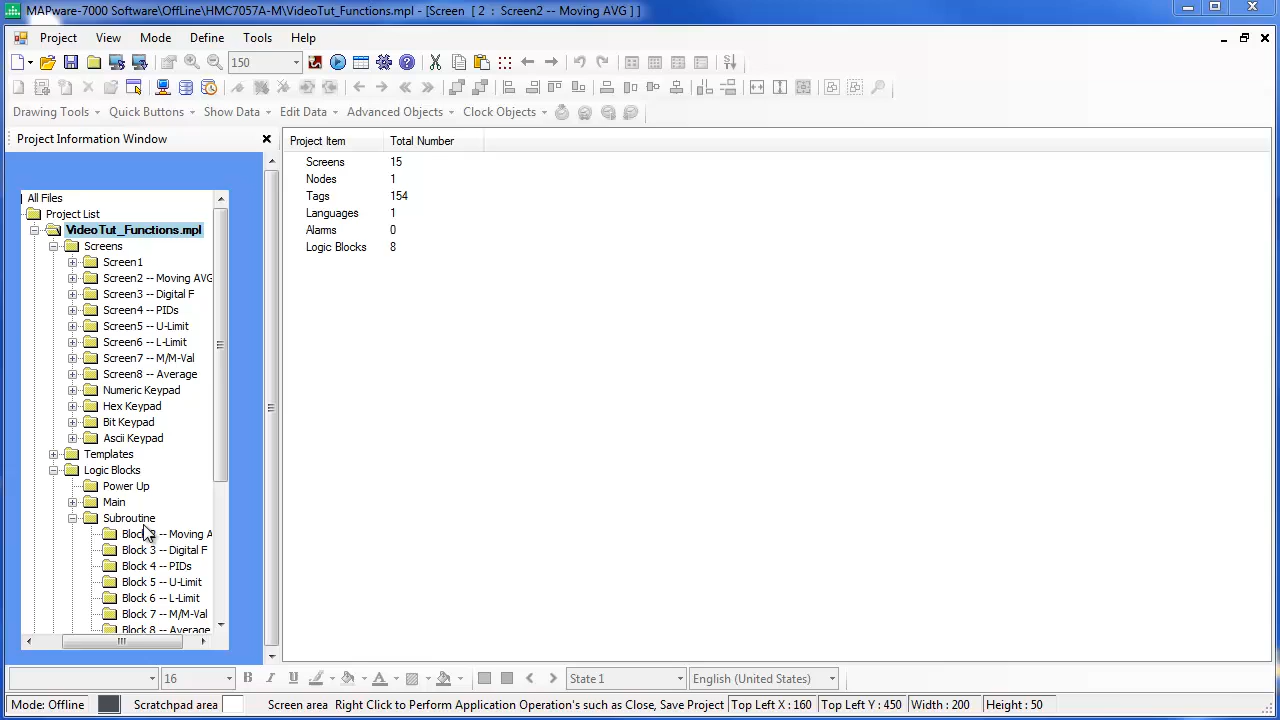 MAPware-7000 Software\OffLine\HMC7057A-M\VideoTut_Functions.mpl - [Screen [ 2 : Screen2 -- Moving AVG ] ]
Project View Mode Define Tools Help
150
Drawing Tools Quick Buttons Show Data Edit Data Advanced Objects Clock Objects
Project Information Window
Project Item Total Number
Screens 15
Nodes 1
Tags 154
Languages 1
Alarms 0
Logic Blocks 8
All Files
Project List
VideoTut_Functions.mpl
Screens
Screen1
Screen2 -- Moving AVG
Screen3 -- Digital F
Screen4 -- PIDs
Screen5 -- U-Limit
Screen6 -- L-Limit
Screen7 -- M/M-Val
Screen8 -- Average
Numeric Keypad
Hex Keypad
Bit Keypad
Ascii Keypad
Templates
Logic Blocks
Power Up
Main
Subroutine
Block -- Moving A
Block 3 -- Digital F
Block 4 -- PIDs
Block 5 -- U-Limit
Block 6 -- L-Limit
Block 7 -- M/M-Val
Block 8 -- Average
16 B I U A State 1 English (United States)
Mode: Offline Scratchpad area Screen area Right Click to Perform Application Operation's such as Close, Save Project Top Left X : 160 Top Left Y : 450 Width : 200 Height : 50